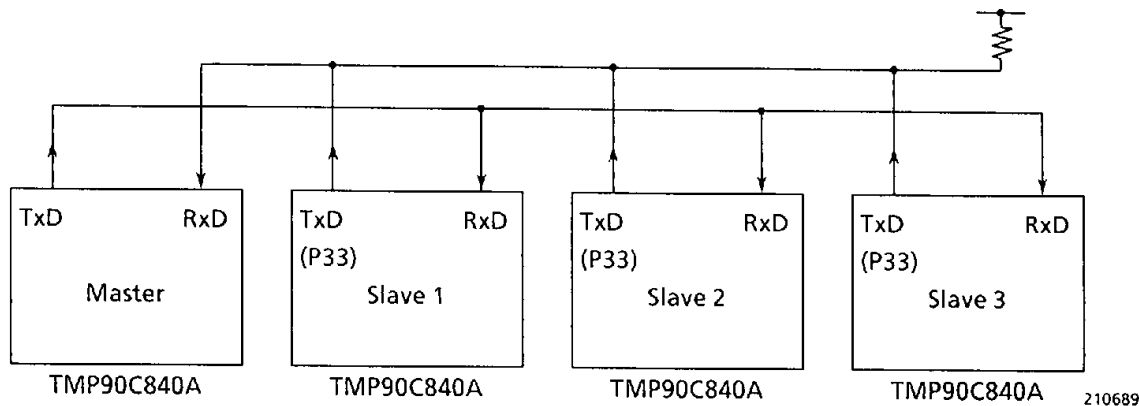 TxD RxD TxD RxD TxD RxD TxD RxD
(P33) (P33) (P33)
Master Slave 1 Slave 2 Slave 3
TMP90C840A TMP90C840A TMP90C840A TMP90C840A
210689